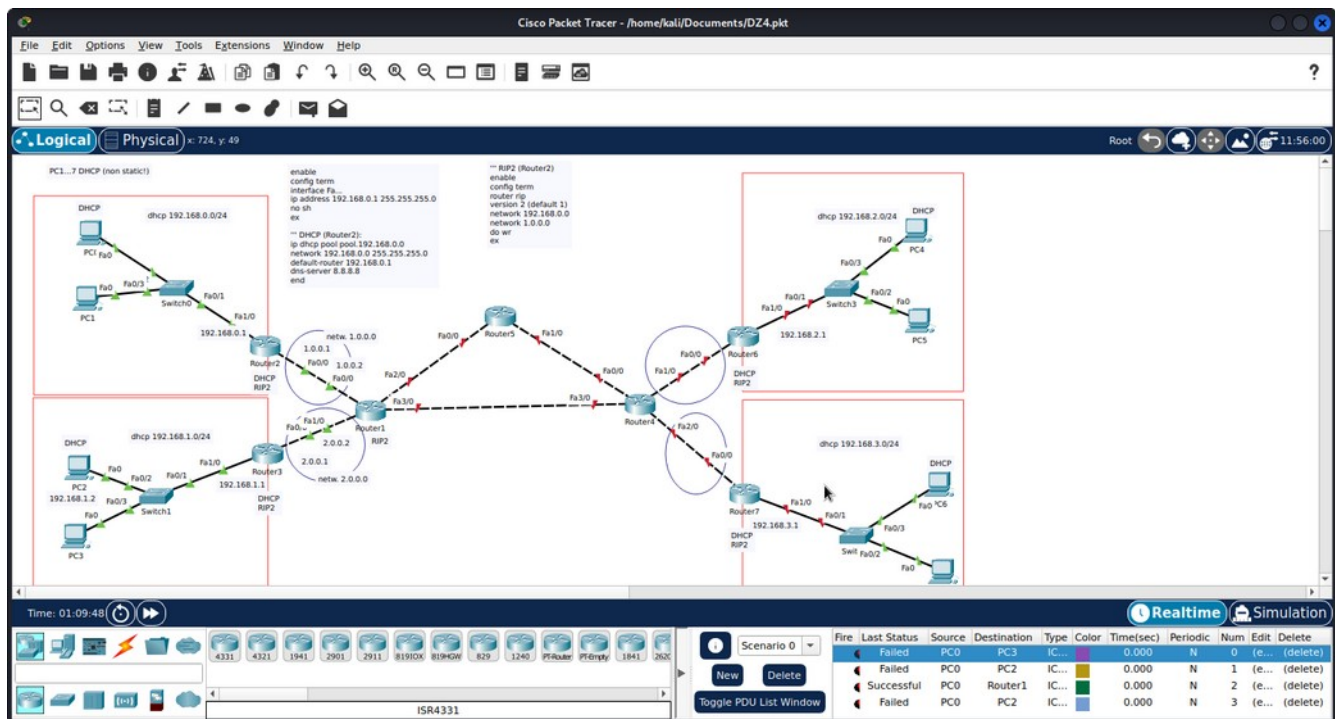 Cisco Packet Tracer - /home/kali/Documents/DZ4.pkt
File Edit Options View Tools Extensions Window Help
?
Logical Physical x: 724, y: 49
Root 11:56:00
PC1...7 DHCP (non static!)
enable
config term
interface Fa...
ip address 192.168.0.1 255.255.255.0
no sh
ex
''' DHCP (Router2):
ip dhcp pool pool.192.168.0.0
network 192.168.0.0 255.255.255.0
default-router 192.168.0.1
dns-server 8.8.8.8
end
''' RIP2 (Router2)
enable
config term
router rip
version 2 (default 1)
network 192.168.0.0
network 1.0.0.0
do wr
ex
DHCP
dhcp 192.168.0.0/24
Fa0
Fa0
Fa0/3
PC1
Switch0
Fa0/1
Fa1/0
192.168.0.1
Router2
DHCP
RIP2
netw. 1.0.0.0
1.0.0.1
Fa0/0
1.0.0.2
Fa0/0
Fa2/0
Fa3/0
Router1
RIP2
Fa1/0
2.0.0.2
2.0.0.1
netw. 2.0.0.0
Fa0/0
Router5
Fa1/0
Fa0/0
Fa3/0
Router4
Fa1/0
Fa0/0
Fa2/0
Fa0/0
dhcp 192.168.1.0/24
DHCP
Fa0
PC2
192.168.1.2
Fa0/2
Fa0/1
Fa0/3
Switch1
Fa0
PC3
Fa1/0
Router3
192.168.1.1
DHCP
RIP2
dhcp 192.168.2.0/24
DHCP
Fa0
PC4
Fa0/3
Fa0/1
Switch3
Fa0/2
Fa0
PC5
Fa1/0
192.168.2.1
Router6
DHCP
RIP2
dhcp 192.168.3.0/24
DHCP
Fa0
Fa0/3
Fa0/1
Fa0/2
Fa0
Fa1/0
Router7
192.168.3.1
DHCP
RIP2
Time: 01:09:48
Realtime Simulation
4331 4321 1941 2901 2911 819IOX 819HGW 829 1240 PT-Router PT-Empty 1841
ISR4331
Scenario 0
New Delete
Toggle PDU List Window
Fire Last Status Source Destination Type Color Time(sec) Periodic Num Edit Delete
Failed PC0 PC3 IC... 0.000 N 0 (e... (delete)
Failed PC0 PC2 IC... 0.000 N 1 (e... (delete)
Successful PC0 Router1 IC... 0.000 N 2 (e... (delete)
Failed PC0 PC2 IC... 0.000 N 3 (e... (delete)